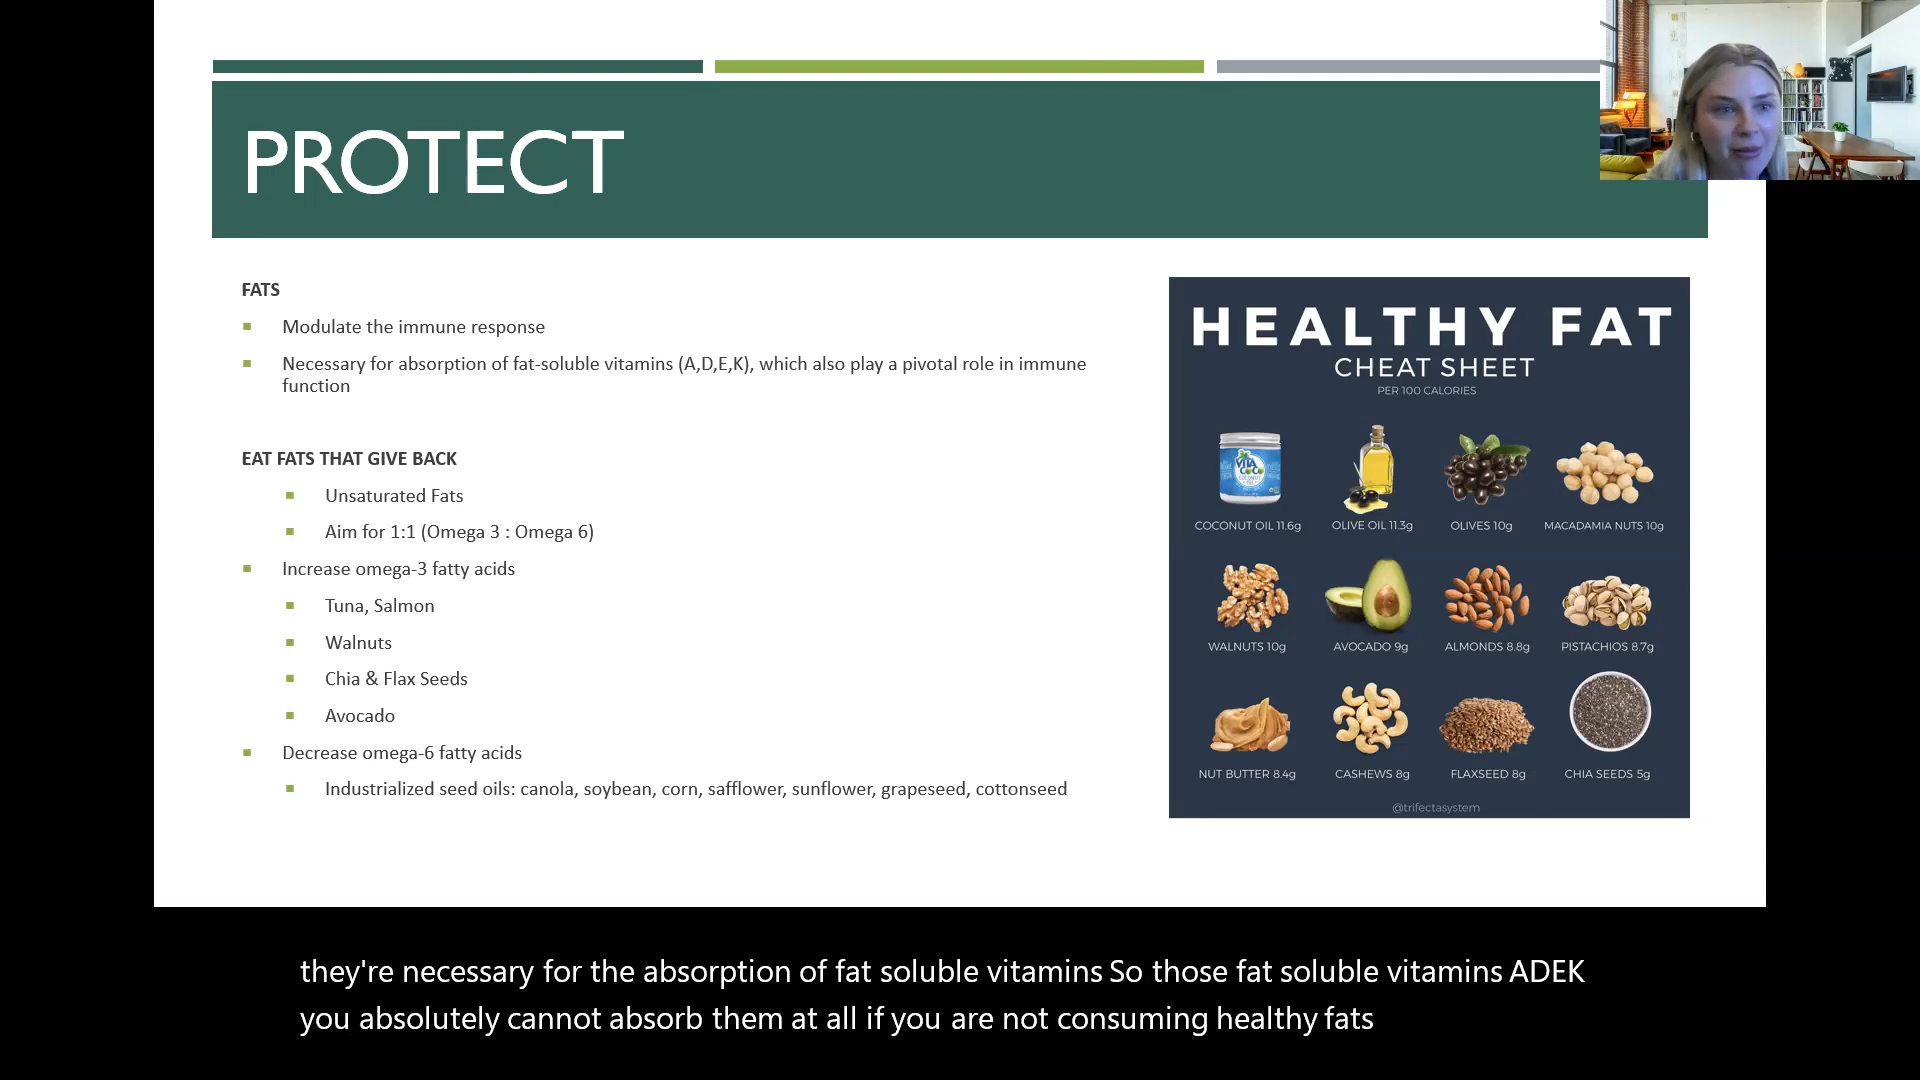 PROTECT
FATS
Modulate the immune response
Necessary for absorption of fat-soluble vitamins (A,D,E,K), which also play a pivotal role in immune
function
EAT FATS THAT GIVE BACK
Unsaturated Fats
Aim for 1:1 (Omega 3 : Omega 6)
Increase omega-3 fatty acids
Tuna, Salmon
Walnuts
Chia & Flax Seeds
Avocado
Decrease omega-6 fatty acids
Industrialized seed oils: canola, soybean, corn, safflower, sunflower, grapeseed, cottonseed
HEALTHY FAT
CHEAT SHEET
PER 100 CALORIES
VITA
COCO
COCONUT OIL 11.6g
OLIVE OIL 11.3g
OLIVES 10g
MACADAMIA NUTS 10g
WALNUTS 10g
AVOCADO 9g
ALMONDS 8.8g
PISTACHIOS 8.7g
NUT BUTTER 8.4g
CASHEWS 8g
FLAXSEED 8g
CHIA SEEDS 5g
@trifectasystem
they're necessary for the absorption of fat soluble vitamins So those fat soluble vitamins ADEK
you absolutely cannot absorb them at all if you are not consuming healthy fats